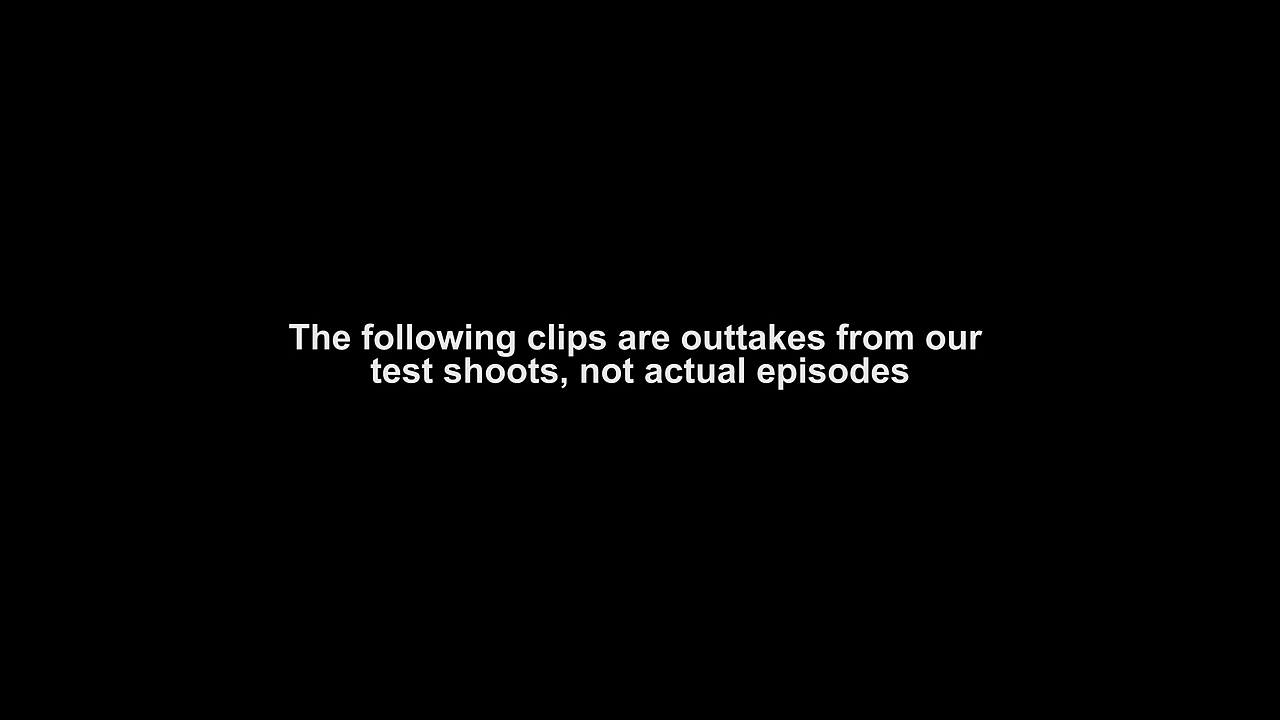 The following clips are outtakes from our
test shoots, not actual episodes